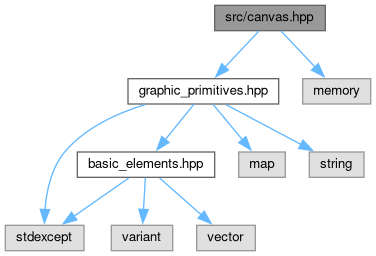 src/canvas.hpp
graphic_primitives.hpp
memory
basic_elements.hpp
map
string
stdexcept
variant
vector